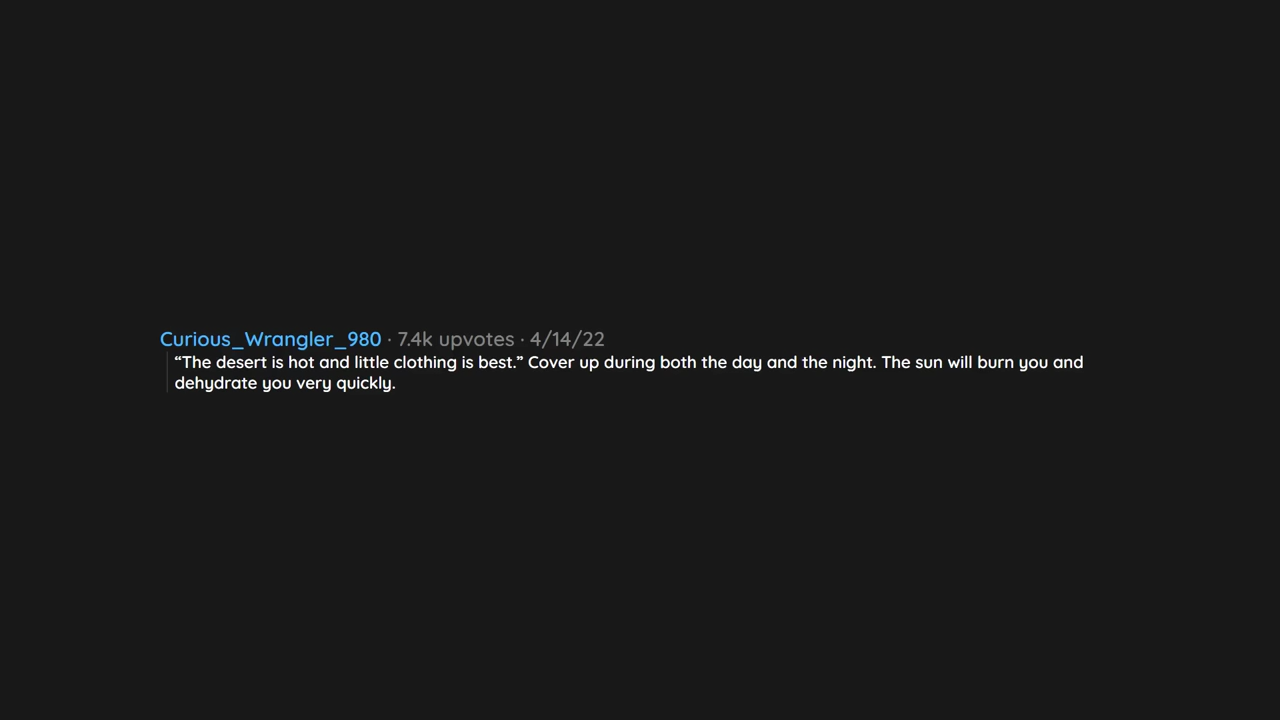 Curious_Wrangler_980 · 7.4k upvotes · 4/14/22
“The desert is hot and little clothing is best.” Cover up during both the day and the night. The sun will burn you and
dehydrate you very quickly.